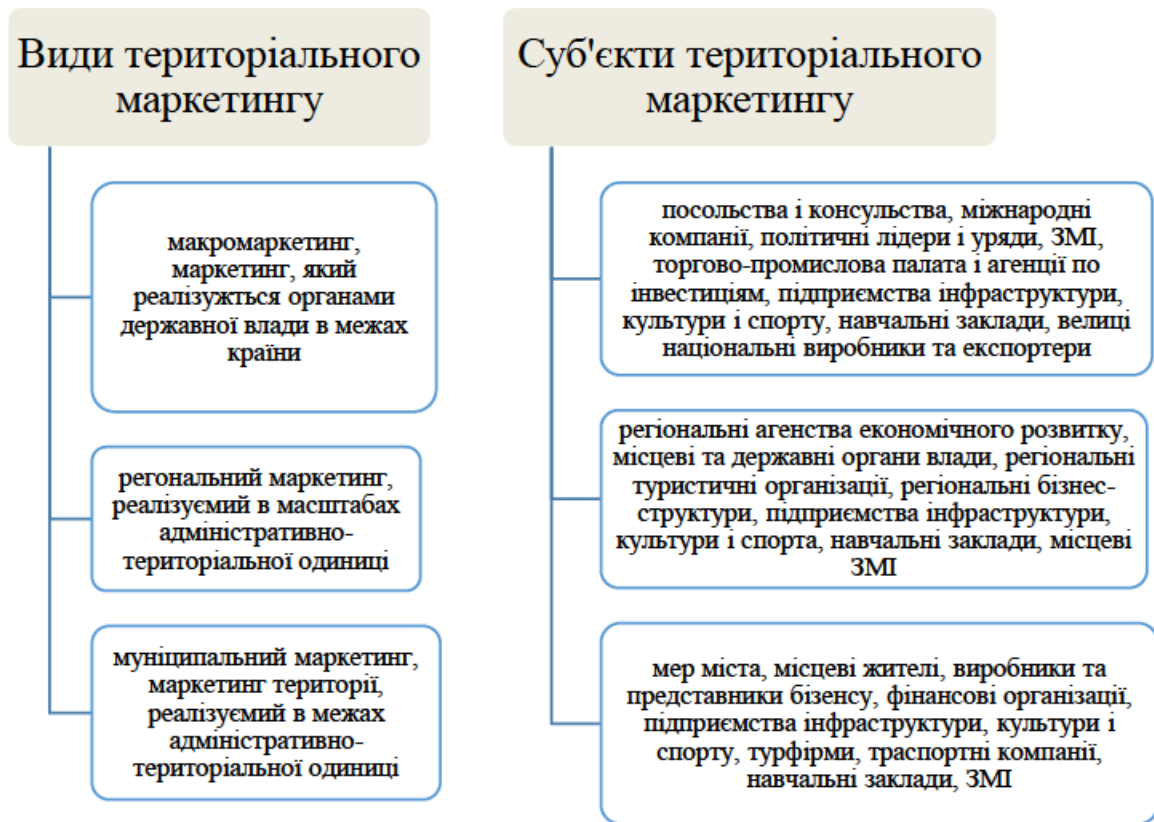 Види територіального
маркетингу
макромаркетинг,
маркетинг, який
реалізужться органами
державної влади в межах
країни
регональний маркетинг,
реалізуємий в масштабах
адміністративно-
територіальної одиниці
муніципальний маркетинг,
маркетинг території,
реалізуємий в межах
адміністративно-
територіальної одиниці
Суб'єкти територіального
маркетингу
посольства і консульства, міжнародні
компанії, політичні лідери і уряди, ЗМІ,
торгово-промислова палата і агенції по
інвестиціям, підприємства інфраструктури,
культури і спорту, навчальні заклади, велиці
національні виробники та експортери
регіональні агенства економічного розвитку,
місцеві та державні органи влади, регіональні
туристичні організації, регіональні бізнес-
структури, підприємства інфраструктури,
культури і спорта, навчальні заклади, місцеві
ЗМІ
мер міста, місцеві жителі, виробники та
представники бізенсу, фінансові організації,
підприємства інфраструктури, культури і
спорту, турфірми, траспортні компанії,
навчальні заклади, ЗМІ